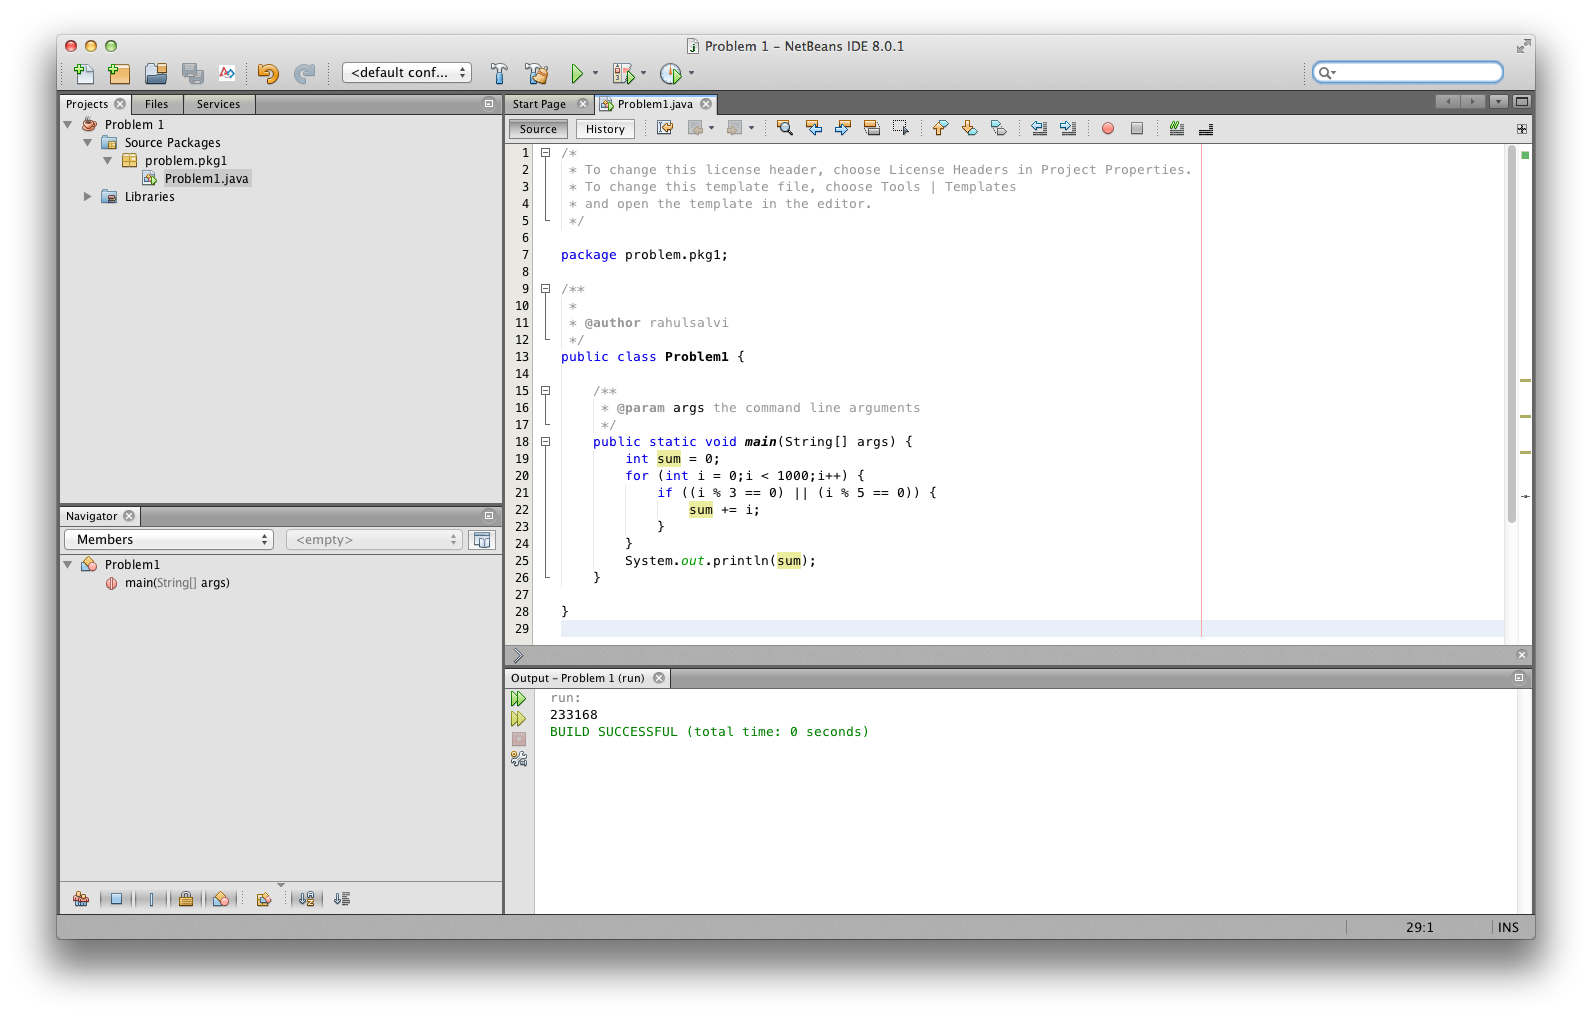 Problem 1 – NetBeans IDE 8.0.1
<default conf...
Projects Files Services
Problem 1
Source Packages
problem.pkg1
Problem1.java
Libraries
Navigator
Members <empty>
Problem1
main(String[] args)
Start Page Problem1.java
Source History
1 /*
2  * To change this license header, choose License Headers in Project Properties.
3  * To change this template file, choose Tools | Templates
4  * and open the template in the editor.
5  */
6
7 package problem.pkg1;
8
9 /**
10  *
11  * @author rahulsalvi
12  */
13 public class Problem1 {
14
15     /**
16      * @param args the command line arguments
17      */
18     public static void main(String[] args) {
19         int sum = 0;
20         for (int i = 0;i < 1000;i++) {
21             if ((i % 3 == 0) || (i % 5 == 0)) {
22                 sum += i;
23             }
24         }
25         System.out.println(sum);
26     }
27
28 }
29
Output – Problem 1 (run)
run:
233168
BUILD SUCCESSFUL (total time: 0 seconds)
29:1 INS